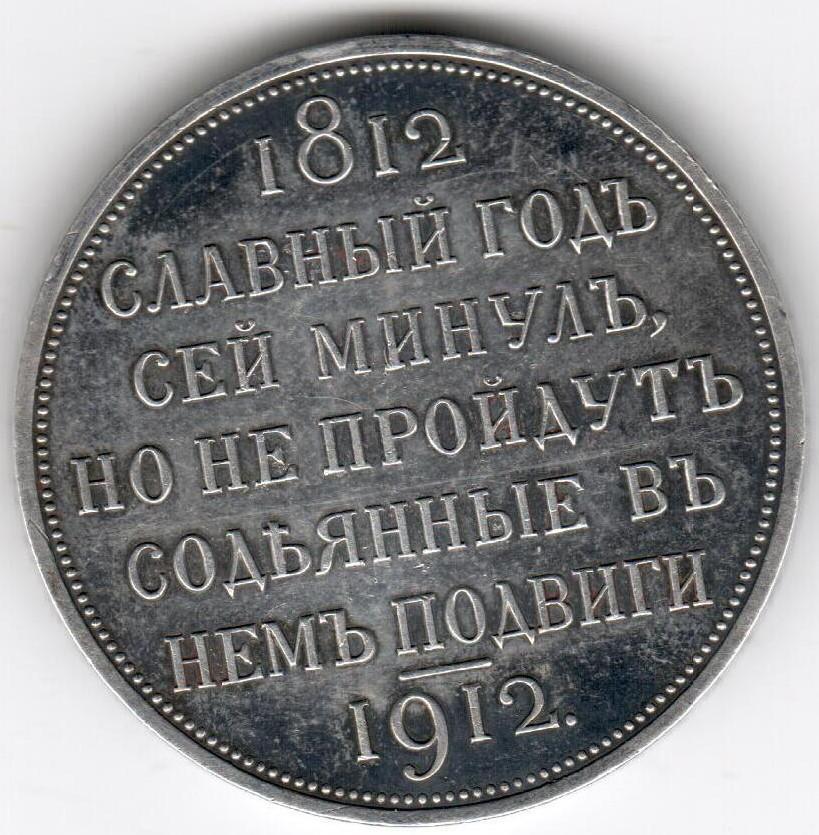 1812
СЛАВНЫЙ ГОДЪ
СЕЙ МИНУЛЪ,
НО НЕ ПРОЙДУТЪ
СОДѢЯННЫЕ ВЪ
НЕМЪ ПОДВИГИ
1912.